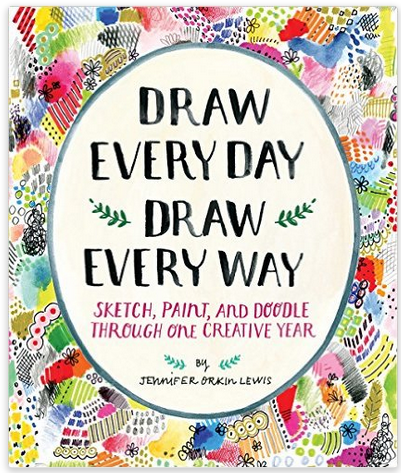 DRAW
EVERY DAY
DRAW
EVERY WAY
SKETCH, PAINT, AND DOODLE
THROUGH ONE CREATIVE YEAR
BY
JENNIFER ORKIN LEWIS